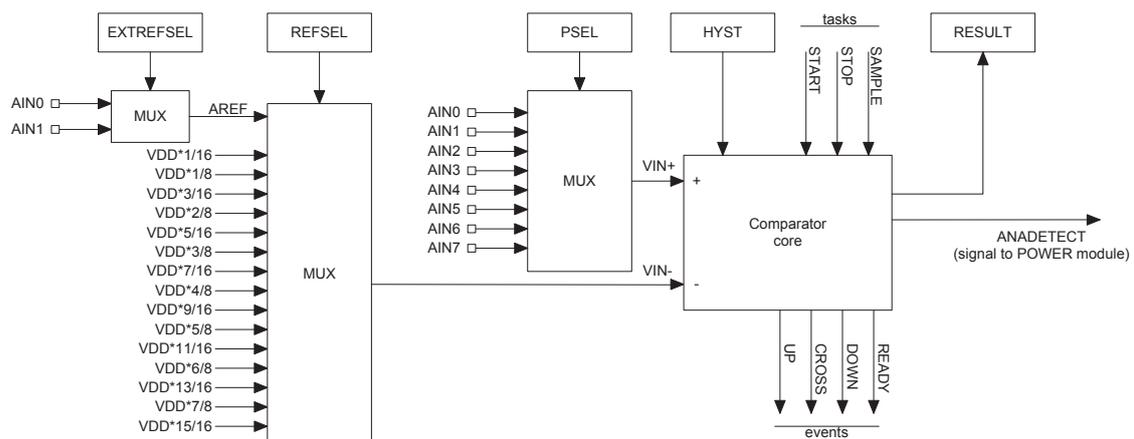 tasks
EXTREFSEL
REFSEL
PSEL
HYST
RESULT
START
STOP
SAMPLE
AIN0
AIN1
MUX
AREF
VDD*1/16
VDD*1/8
VDD*3/16
VDD*2/8
VDD*5/16
VDD*3/8
VDD*7/16
VDD*4/8
VDD*9/16
VDD*5/8
VDD*11/16
VDD*6/8
VDD*13/16
VDD*7/8
VDD*15/16
MUX
AIN0
AIN1
AIN2
AIN3
AIN4
AIN5
AIN6
AIN7
MUX
VIN+
VIN-
+
-
Comparator
core
ANADETECT
(signal to POWER module)
UP
CROSS
DOWN
READY
events